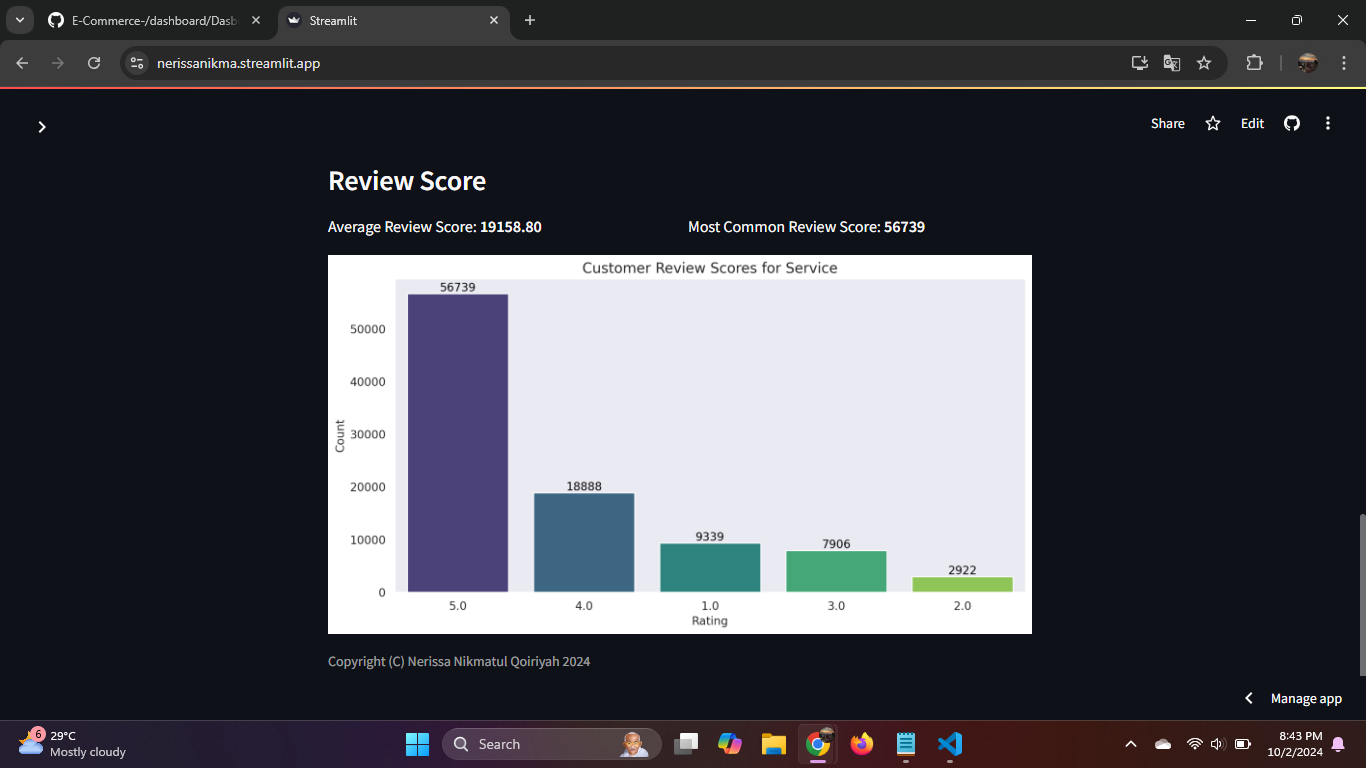 E-Commerce-/dashboard/Dasb
Streamlit
nerissanikma.streamlit.app
Share
Edit
Review Score
Average Review Score: 19158.80
Most Common Review Score: 56739
Customer Review Scores for Service
56739
50000
40000
30000
20000
10000
0
Count
18888
9339
7906
2922
5.0
4.0
1.0
3.0
2.0
Rating
Copyright (C) Nerissa Nikmatul Qoiriyah 2024
Manage app
6
29°C
Mostly cloudy
Search
8:43 PM
10/2/2024